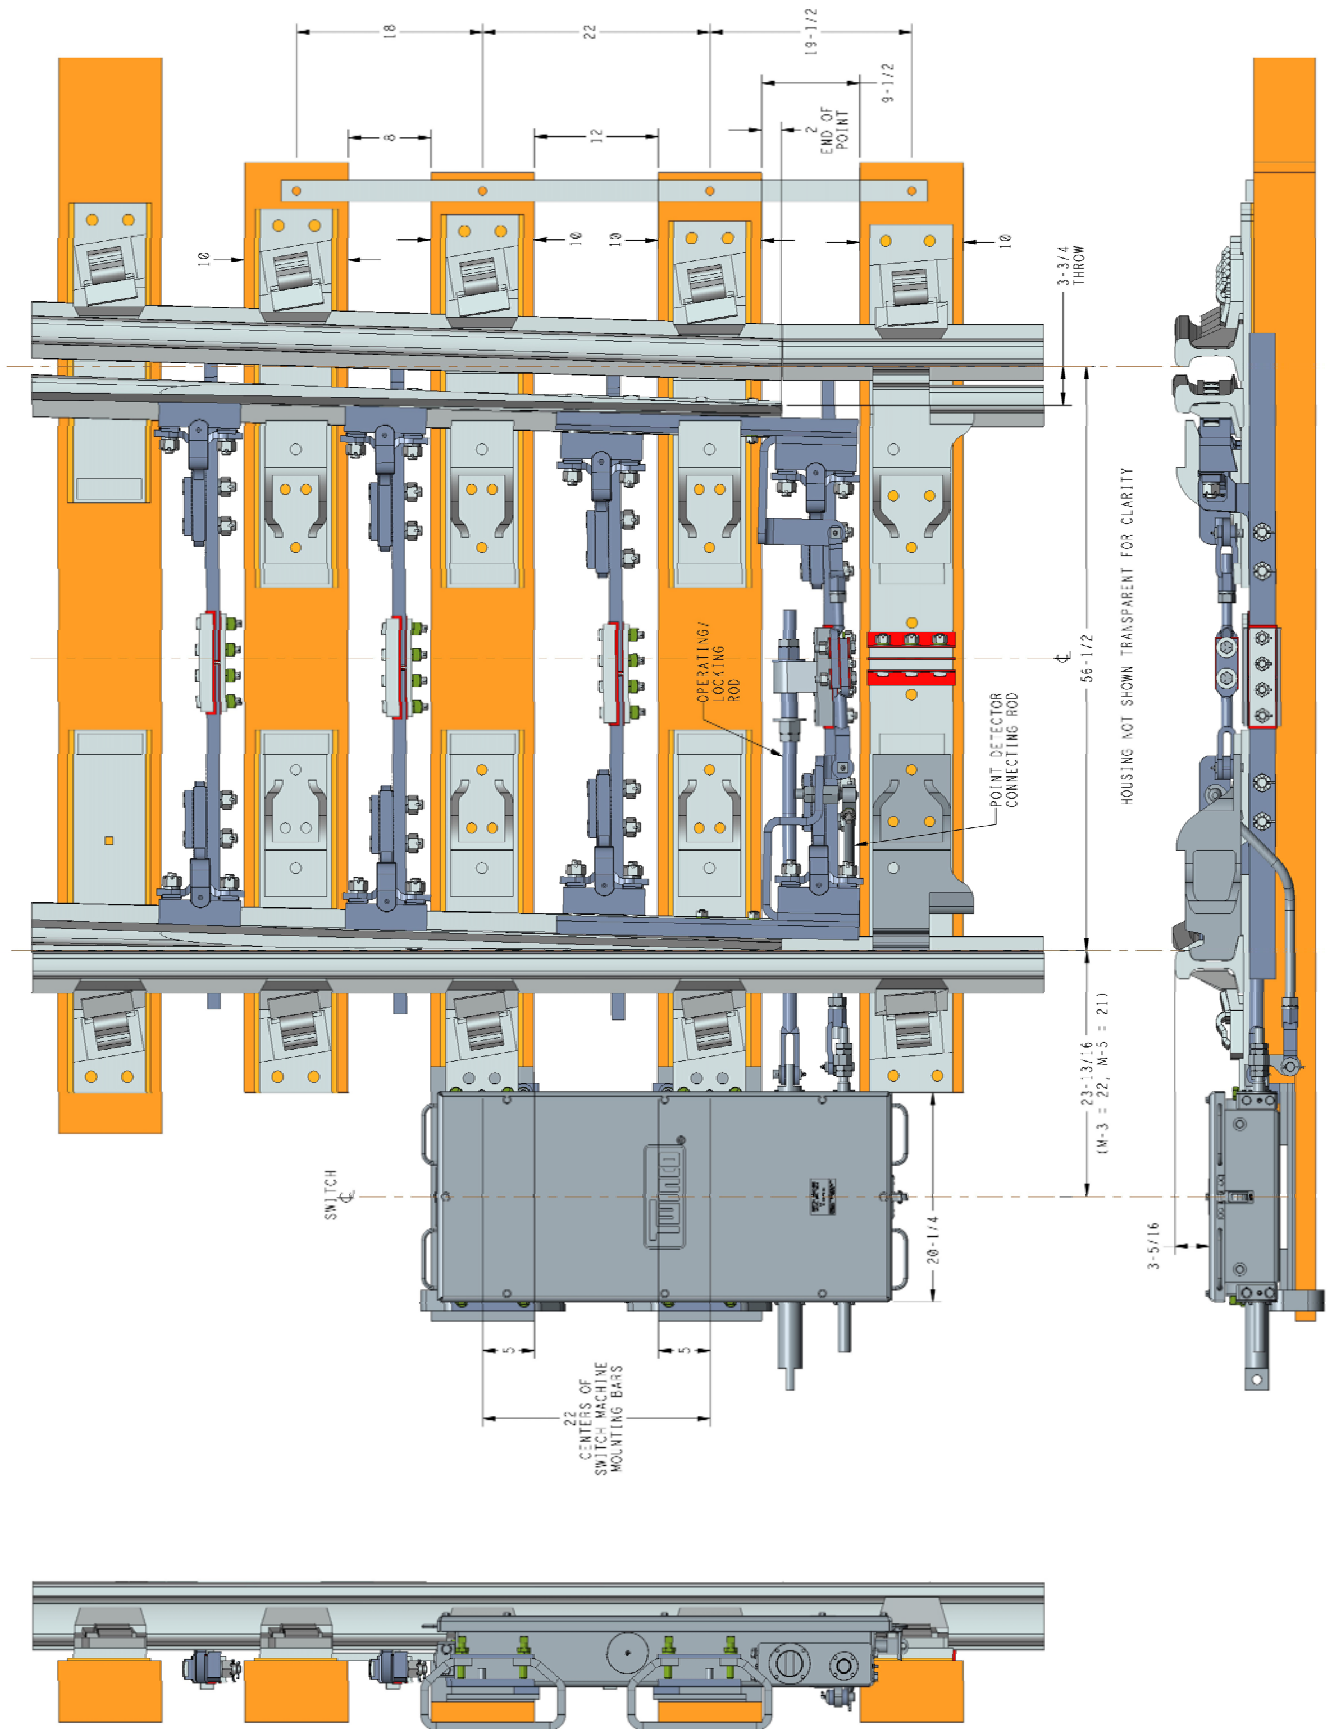 18
22
19-1/2
9-1/2
8
12
2
END OF
POINT
10
10
10
10
3-3/4
THROW
OPERATING/
LOCKING
ROD
POINT DETECTOR
CONNECTING ROD
56-1/2
HOUSING NOT SHOWN TRANSPARENT FOR CLARITY
23-13/16
(M-3 = 22, M-5 = 21)
SWITCH
20-1/4
3-5/16
5
5
22
CENTERS OF
SWITCH MACHINE
MOUNTING BARS